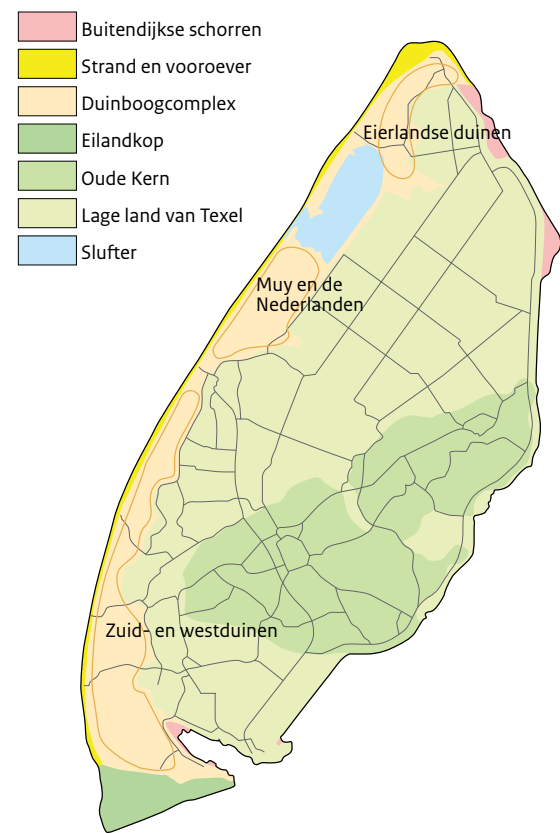 Buitendijkse schorren
Strand en vooroever
Duinboogcomplex
Eilandkop
Oude Kern
Lage land van Texel
Slufter
Eierlandse duinen
Muy en de
Nederlanden
Zuid- en westduinen